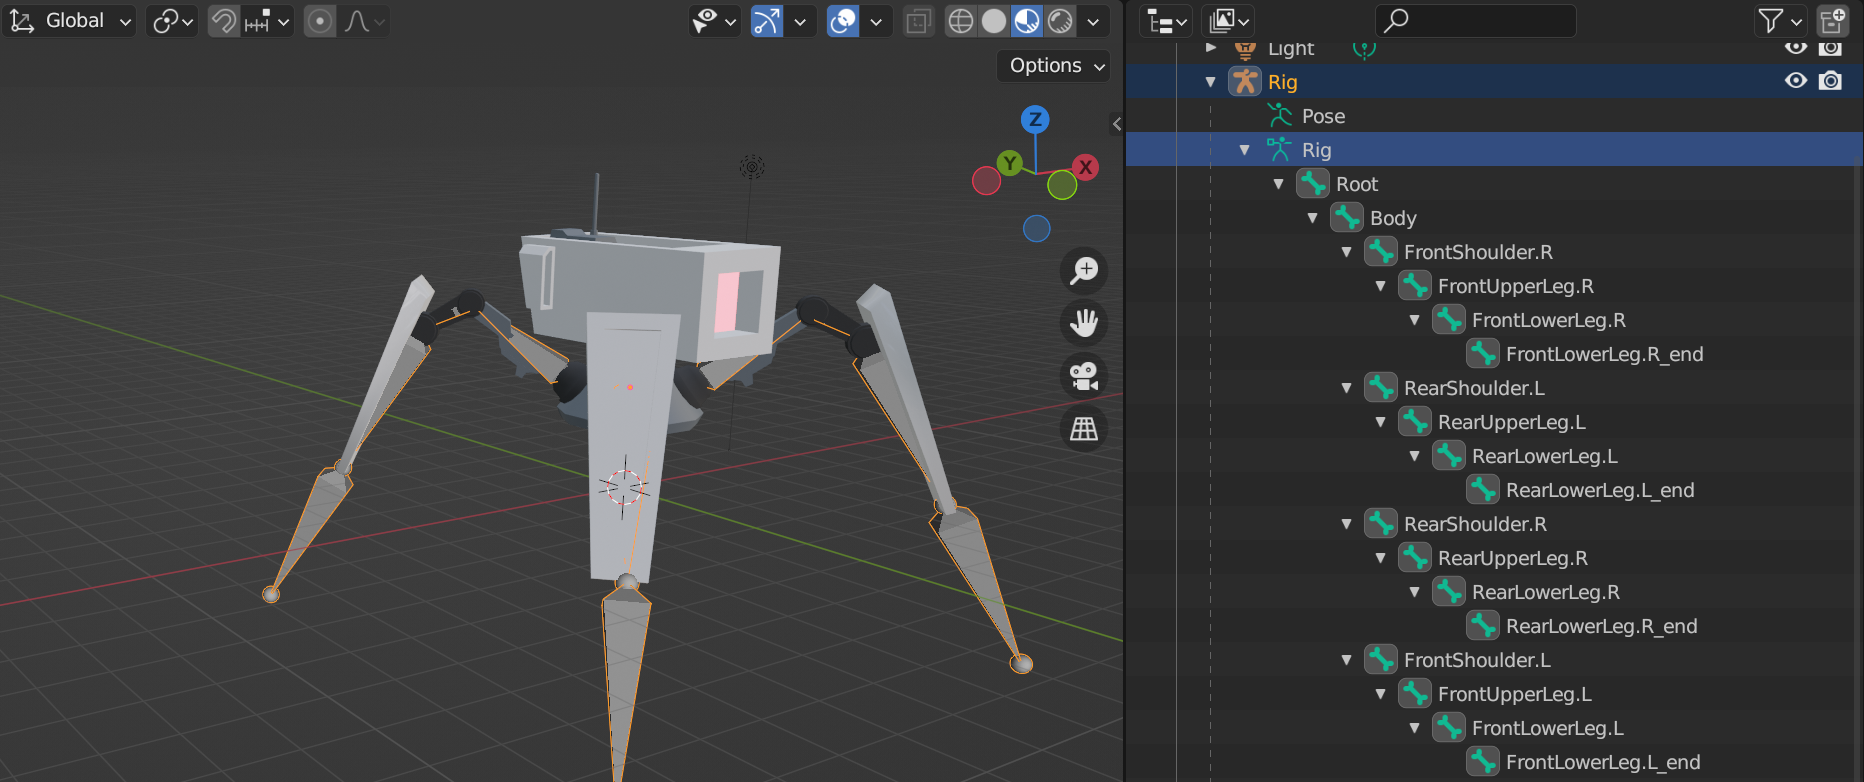 Global
Options
Z
Y
X
Light
Rig
Pose
Rig
Root
Body
FrontShoulder.R
FrontUpperLeg.R
FrontLowerLeg.R
FrontLowerLeg.R_end
RearShoulder.L
RearUpperLeg.L
RearLowerLeg.L
RearLowerLeg.L_end
RearShoulder.R
RearUpperLeg.R
RearLowerLeg.R
RearLowerLeg.R_end
FrontShoulder.L
FrontUpperLeg.L
FrontLowerLeg.L
FrontLowerLeg.L_end